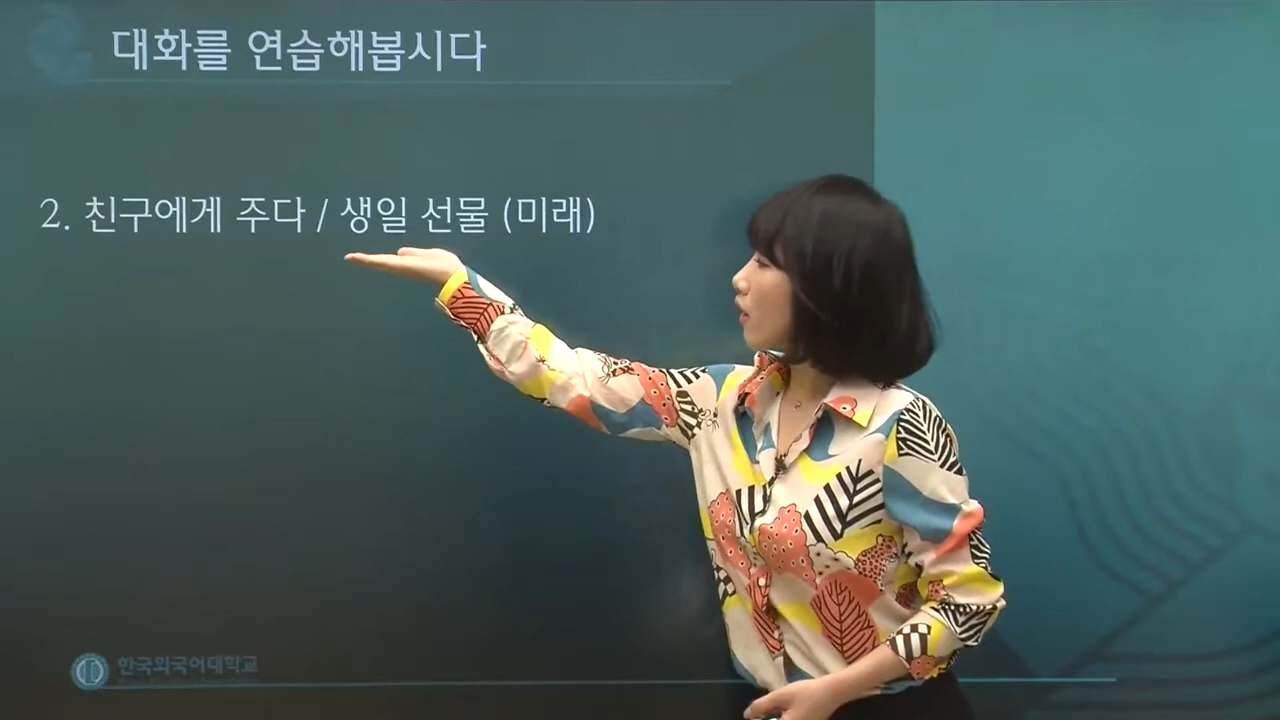 대화를 연습해봅시다
2. 친구에게 주다 / 생일 선물 (미래)
한국외국어대학교